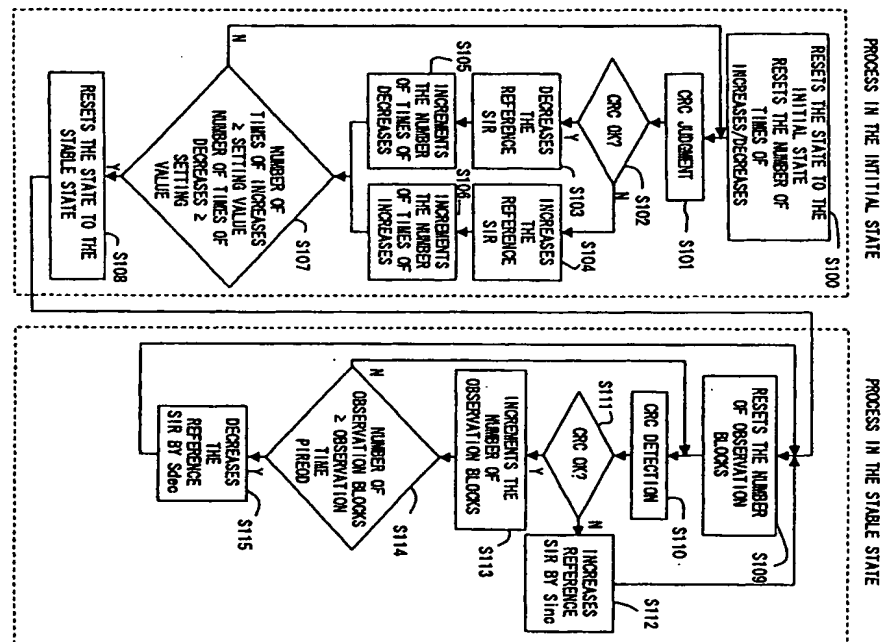 PROCESS IN THE INTITIAL STATE
RESETS THE STATE TO THE
INITIAL STATE
RESETS THE NUMBER OF
TIMES OF
INCREASES/DECREASES
S100
CRC JUDGMENT
S101
CRC OK?
S102
Y
N
DECREASES
THE
REFERENCE
SIR
S103
INCREASES
THE
REFERENCE
SIR
S104
INCREMENTS
THE NUMBER
OF TIMES OF
DECREASES
S105
INCREMENTS
THE NUMBER
OF TIMES OF
INCREASES
S106
NUMBER OF
TIMES OF INCREASES
≥ SETTING VALUE
NUMBER OF TIMES OF
DECREASES ≥
SETTING
VALUE
S107
N
Y
RESETS THE STATE TO THE
STABLE STATE
S108
PROCESS IN THE STABLE STATE
RESETS THE NUMBER
OF OBSERVATION
BLOCKS
S109
CRC DETECTION
S110
CRC OK?
S111
N
Y
INCREASES
REFERENCE
SIR BY Sinc
S112
INCREMENTS THE
NUMBER OF
OBSERVATION BLOCKS
S113
NUMBER OF
OBSERVATION BLOCKS
≥ OBSERVATION
TIME
PIREOD
S114
N
Y
DECREASES
THE
REFERENCE
SIR BY Sdec
S115